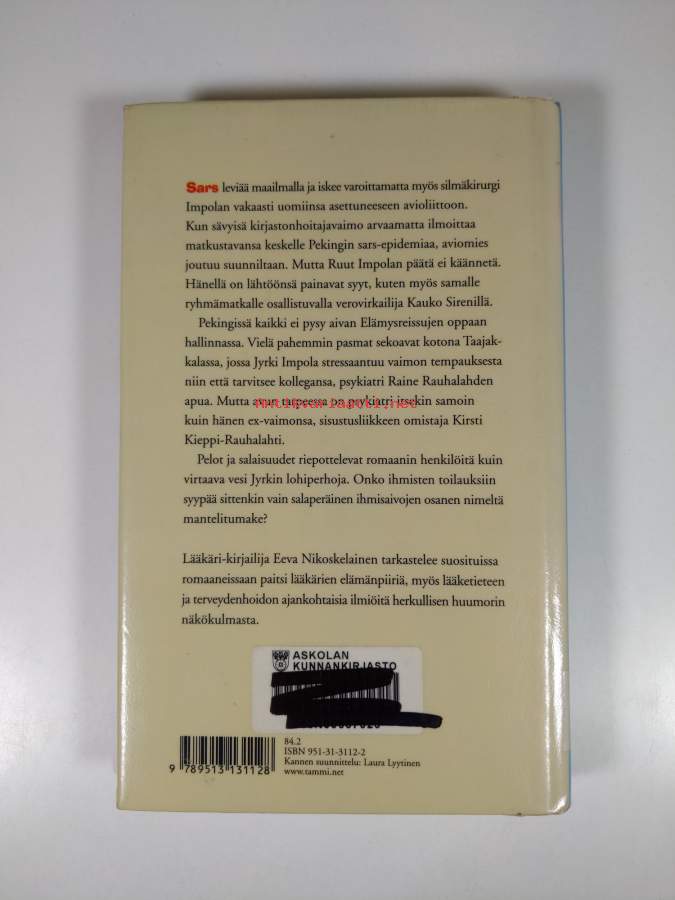 Sars leviää maailmalla ja iskee varoittamatta myös silmäkirurgi
Impolan vakaasti uomiinsa asettuneeseen avioliittoon.
Kun sävyisä kirjastonhoitajavaimo arvaamatta ilmoittaa
matkustavansa keskelle Pekingin sars-epidemiaa, aviomies
joutuu suunniltaan. Mutta Ruut Impolan päätä ei käännetä.
Hänellä on lähtöönsä painavat syyt, kuten myös samalle
ryhmämatkalle osallistuvalla verovirkailija Kauko Sirenillä.
Pekingissä kaikki ei pysy aivan Elämysreissujen oppaan
hallinnassa. Vielä pahemmin pasmat sekoavat kotona Taajak-
kalassa, jossa Jyrki Impola stressaantuu vaimon tempauksesta
niin että tarvitsee kollegansa, psykiatri Raine Rauhalahden
apua. Mutta avun tarpeessa on psykiatri itsekin samoin
Antikvariaatti.net
kuin hänen ex-vaimonsa, sisustusliikkeen omistaja Kirsti
Kieppi-Rauhalahti.
Pelot ja salaisuudet riepottelevat romaanin henkilöitä kuin
virtaava vesi Jyrkin lohiperhoja. Onko ihmisten toilauksiin
syypää sittenkin vain salaperäinen ihmisaivojen osanen nimeltä
mantelitumake?
Lääkäri-kirjailija Eeva Nikoskelainen tarkastelee suosituissa
romaaneissaan paitsi lääkärien elämänpiiriä, myös lääketieteen
ja terveydenhoidon ajankohtaisia ilmiöitä herkullisen huumorin
näkökulmasta.
ASKOLAN
KUNNANKIRJASTO
84.2
ISBN 951-31-3112-2
Kannen suunnittelu: Laura Lyytinen
www.tammi.net
9 789513 131128